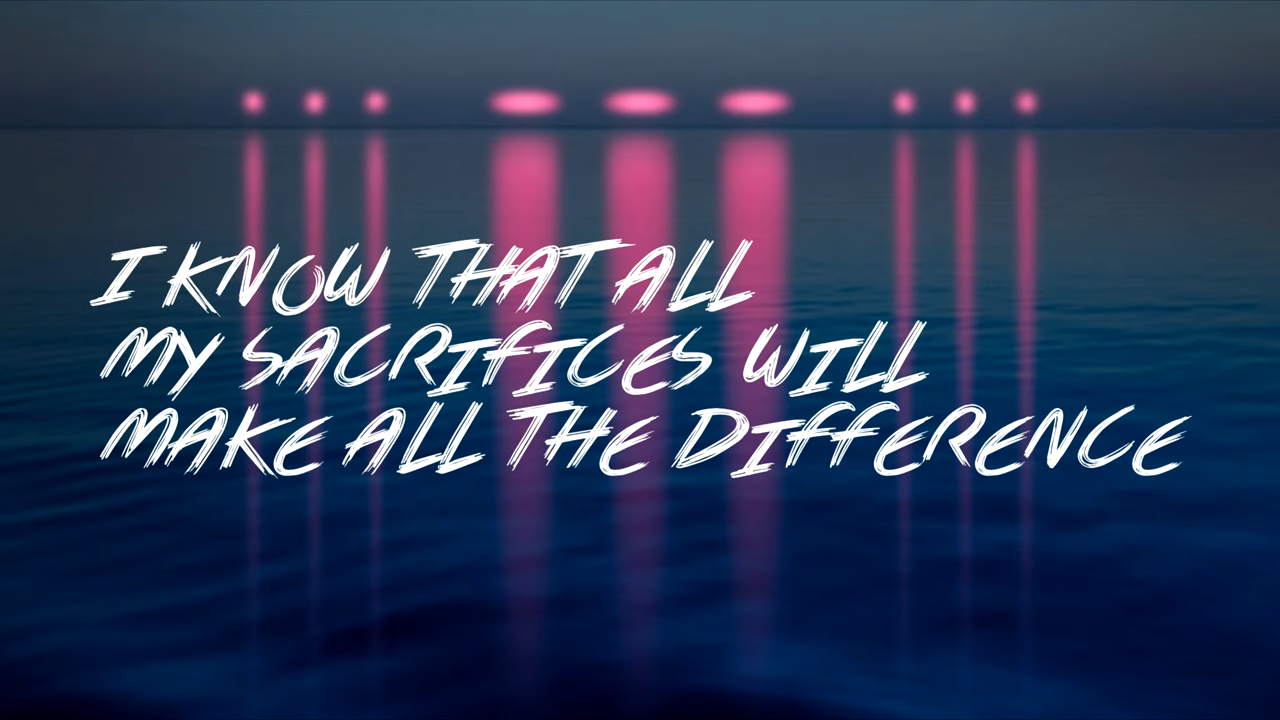 I KNOW THAT ALL
MY SACRIFICES WILL
MAKE ALL THE DIFFERENCE